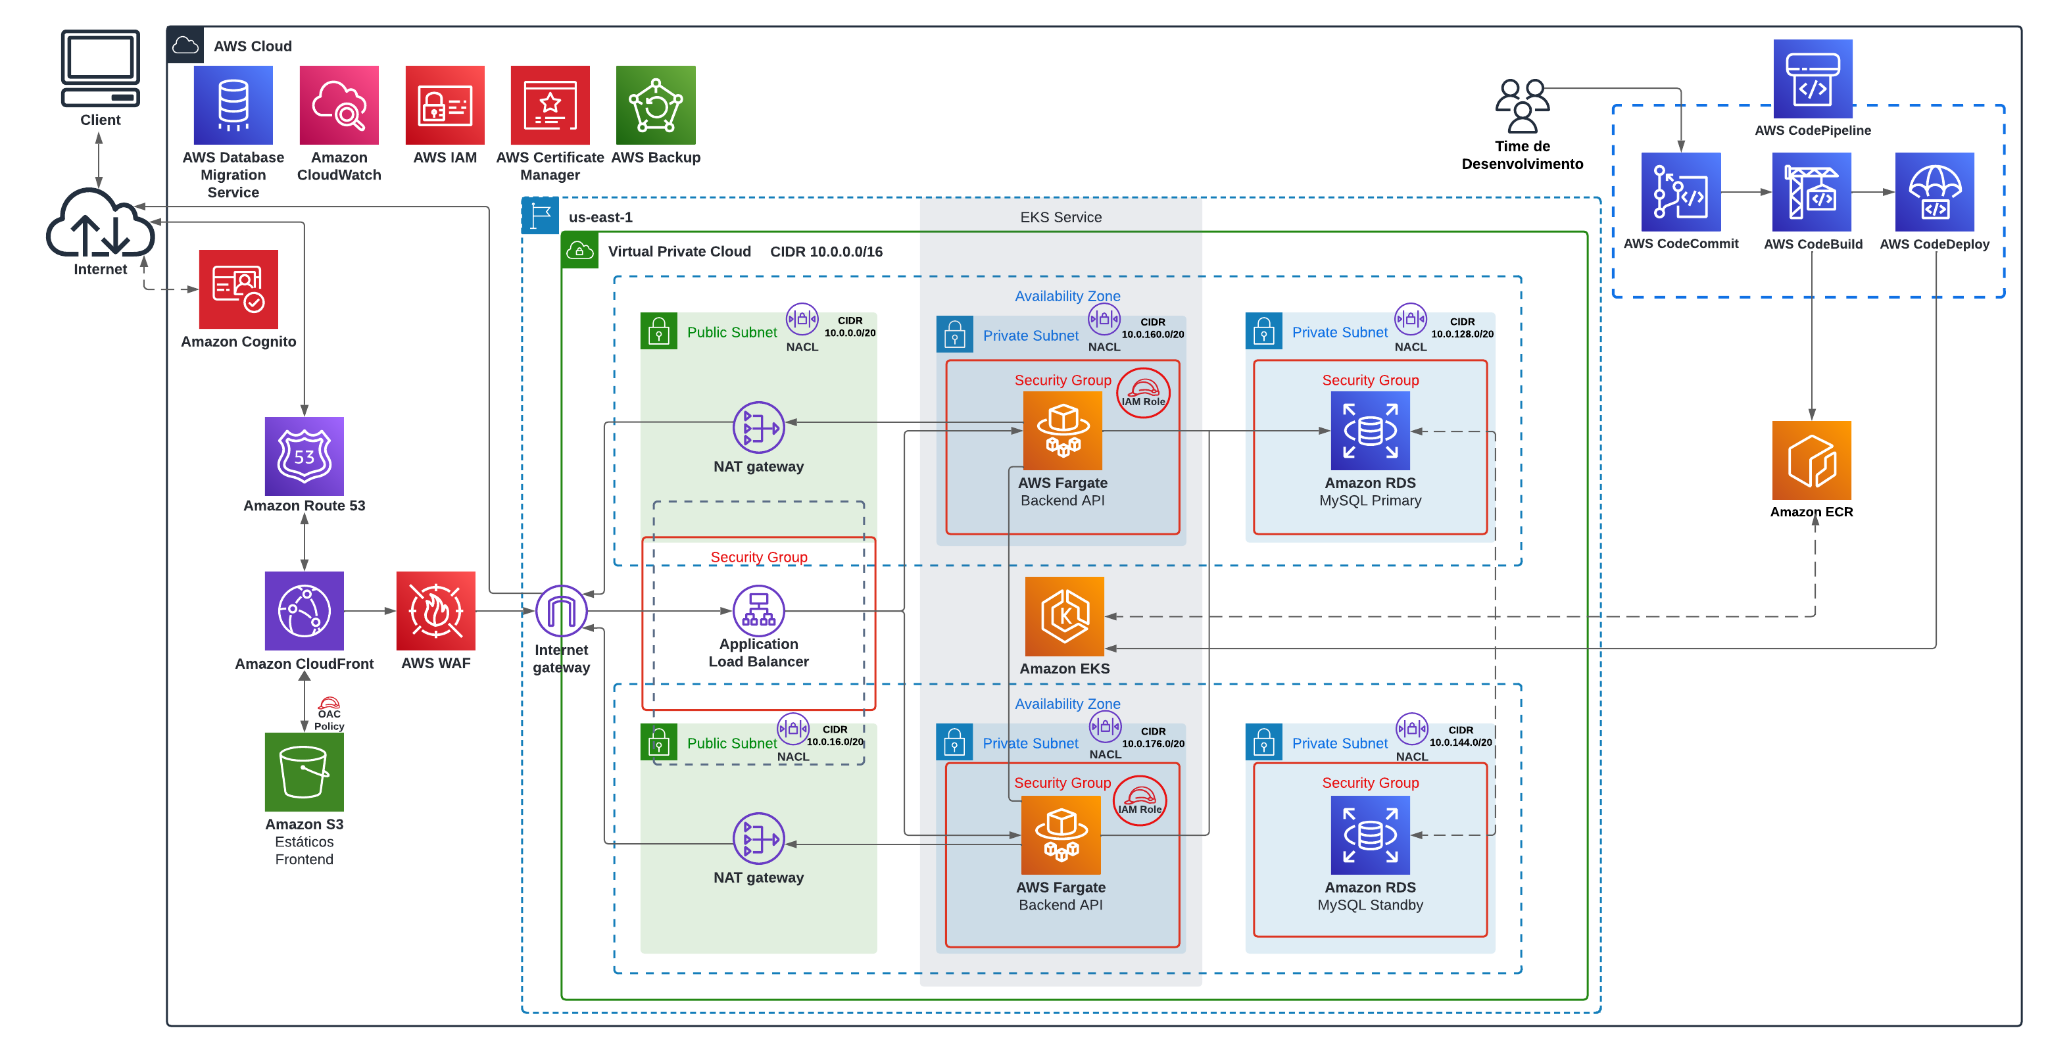 AWS Cloud
Client
AWS Database
Migration
Service
Amazon
CloudWatch
AWS IAM
AWS Certificate
Manager
AWS Backup
Internet
Amazon Cognito
53
Amazon Route 53
Amazon CloudFront
AWS WAF
OAC
Policy
Amazon S3
Estáticos
Frontend
us-east-1
EKS Service
Virtual Private Cloud
CIDR 10.0.0.0/16
Availability Zone
Public Subnet
NACL
CIDR
10.0.0.0/20
Private Subnet
NACL
CIDR
10.0.160.0/20
Private Subnet
NACL
CIDR
10.0.128.0/20
Security Group
IAM Role
Security Group
NAT gateway
AWS Fargate
Backend API
Amazon RDS
MySQL Primary
Security Group
Internet
gateway
Application
Load Balancer
K
Amazon EKS
Availability Zone
Public Subnet
NACL
CIDR
10.0.16.0/20
Private Subnet
NACL
CIDR
10.0.176.0/20
Private Subnet
NACL
CIDR
10.0.144.0/20
Security Group
IAM Role
Security Group
NAT gateway
AWS Fargate
Backend API
Amazon RDS
MySQL Standby
Time de
Desenvolvimento
AWS CodePipeline
AWS CodeCommit
AWS CodeBuild
AWS CodeDeploy
Amazon ECR